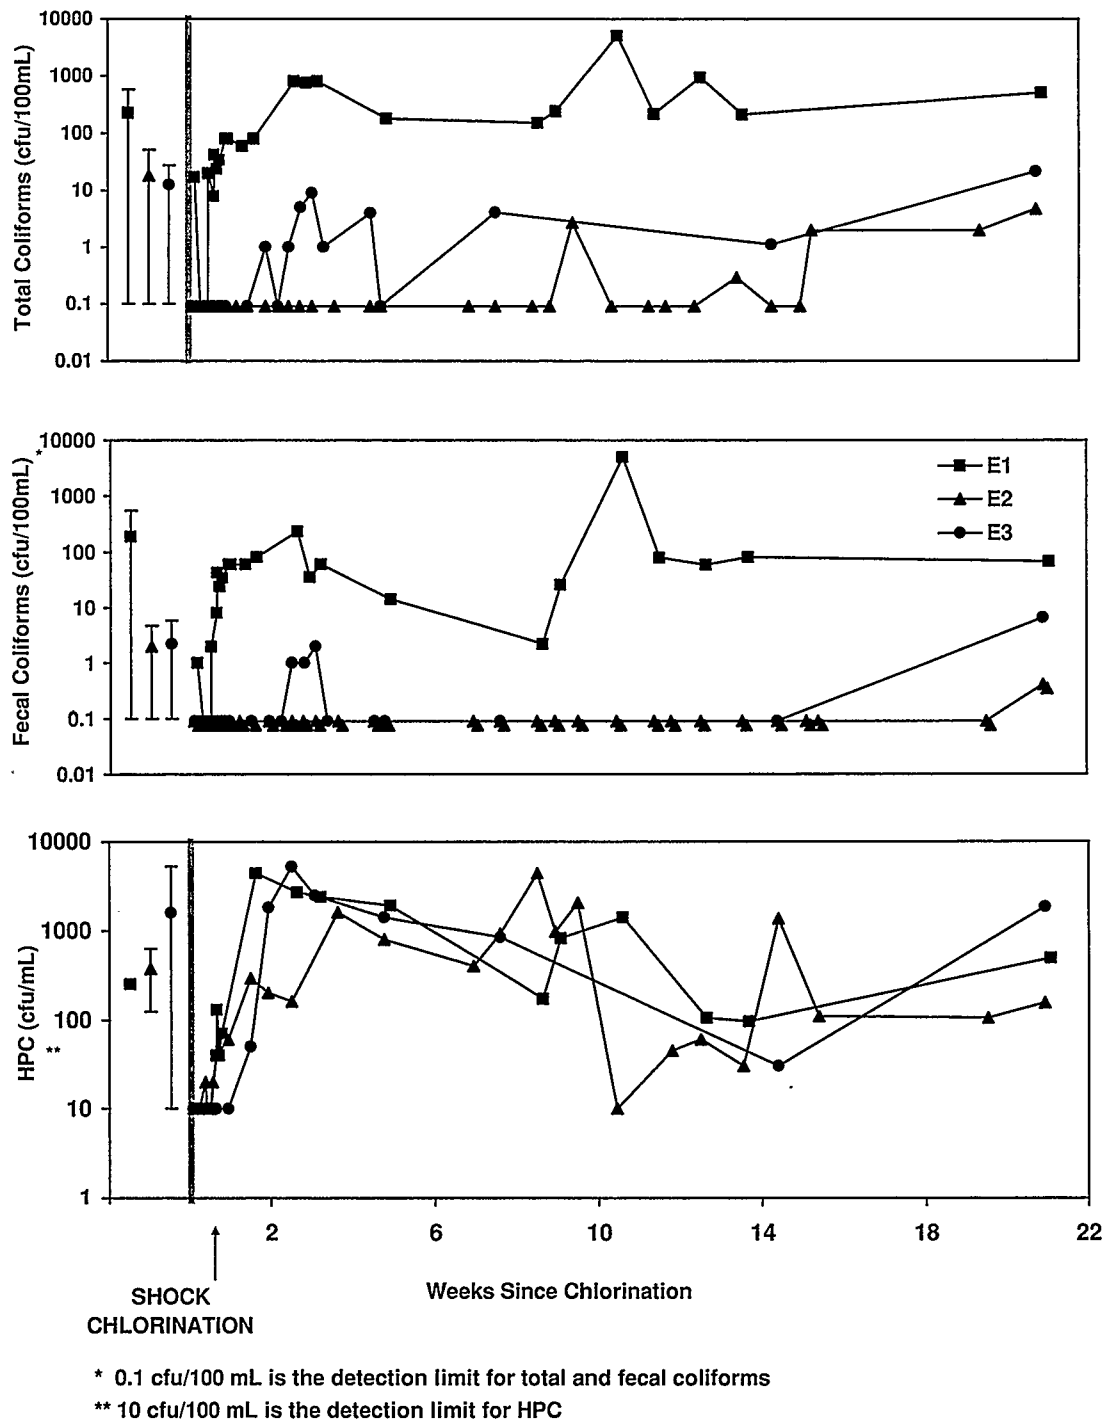 10000
1000
100
10
1
0.1
0.01
Total Coliforms (cfu/100mL)
10000
1000
100
10
1
0.1
0.01
Fecal Coliforms (cfu/100mL) *
E1
E2
E3
10000
1000
100
10
1
HPC (cfu/mL)
**
2 6 10 14 18 22
SHOCK
CHLORINATION
Weeks Since Chlorination
* 0.1 cfu/100 mL is the detection limit for total and fecal coliforms
** 10 cfu/100 mL is the detection limit for HPC